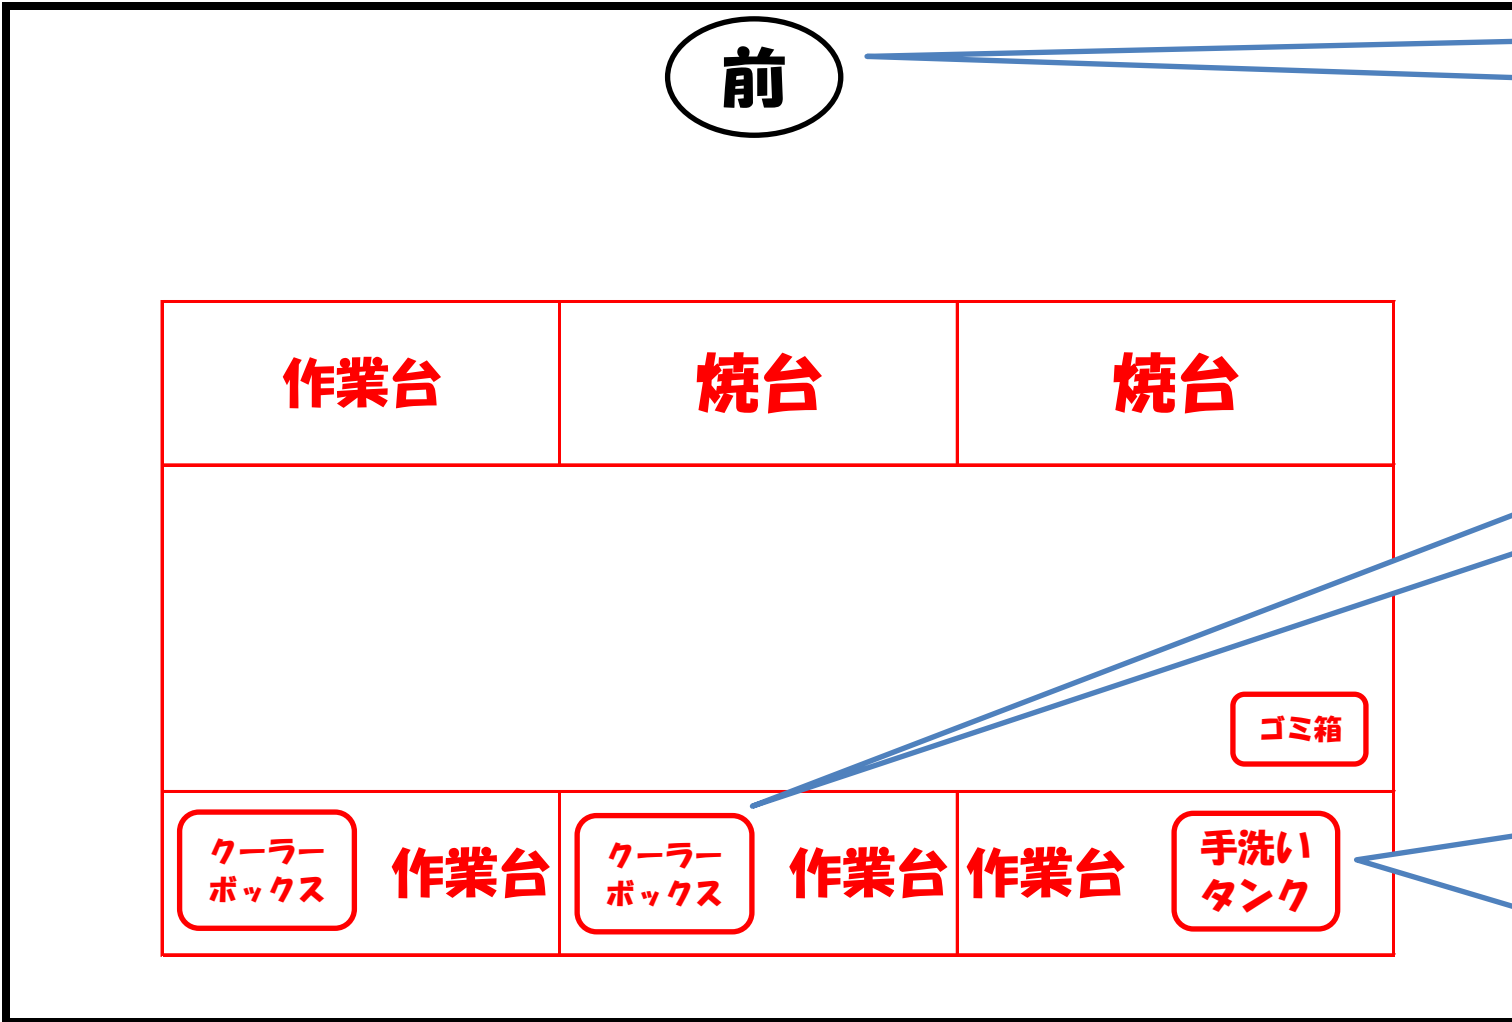 前
作業台
焼台
焼台
ゴミ箱
クーラー
ボックス
作業台
クーラー
ボックス
作業台
作業台
手洗い
タンク